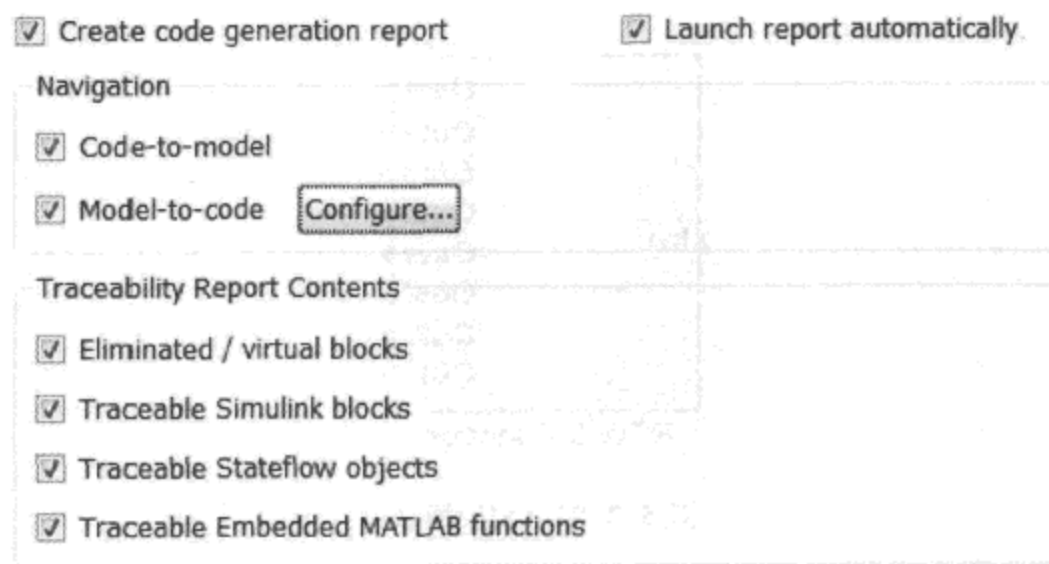 Create code generation report Launch report automatically
Navigation
Code-to-model
Model-to-code Configure...
Traceability Report Contents
Eliminated / virtual blocks
Traceable Simulink blocks
Traceable Stateflow objects
Traceable Embedded MATLAB functions